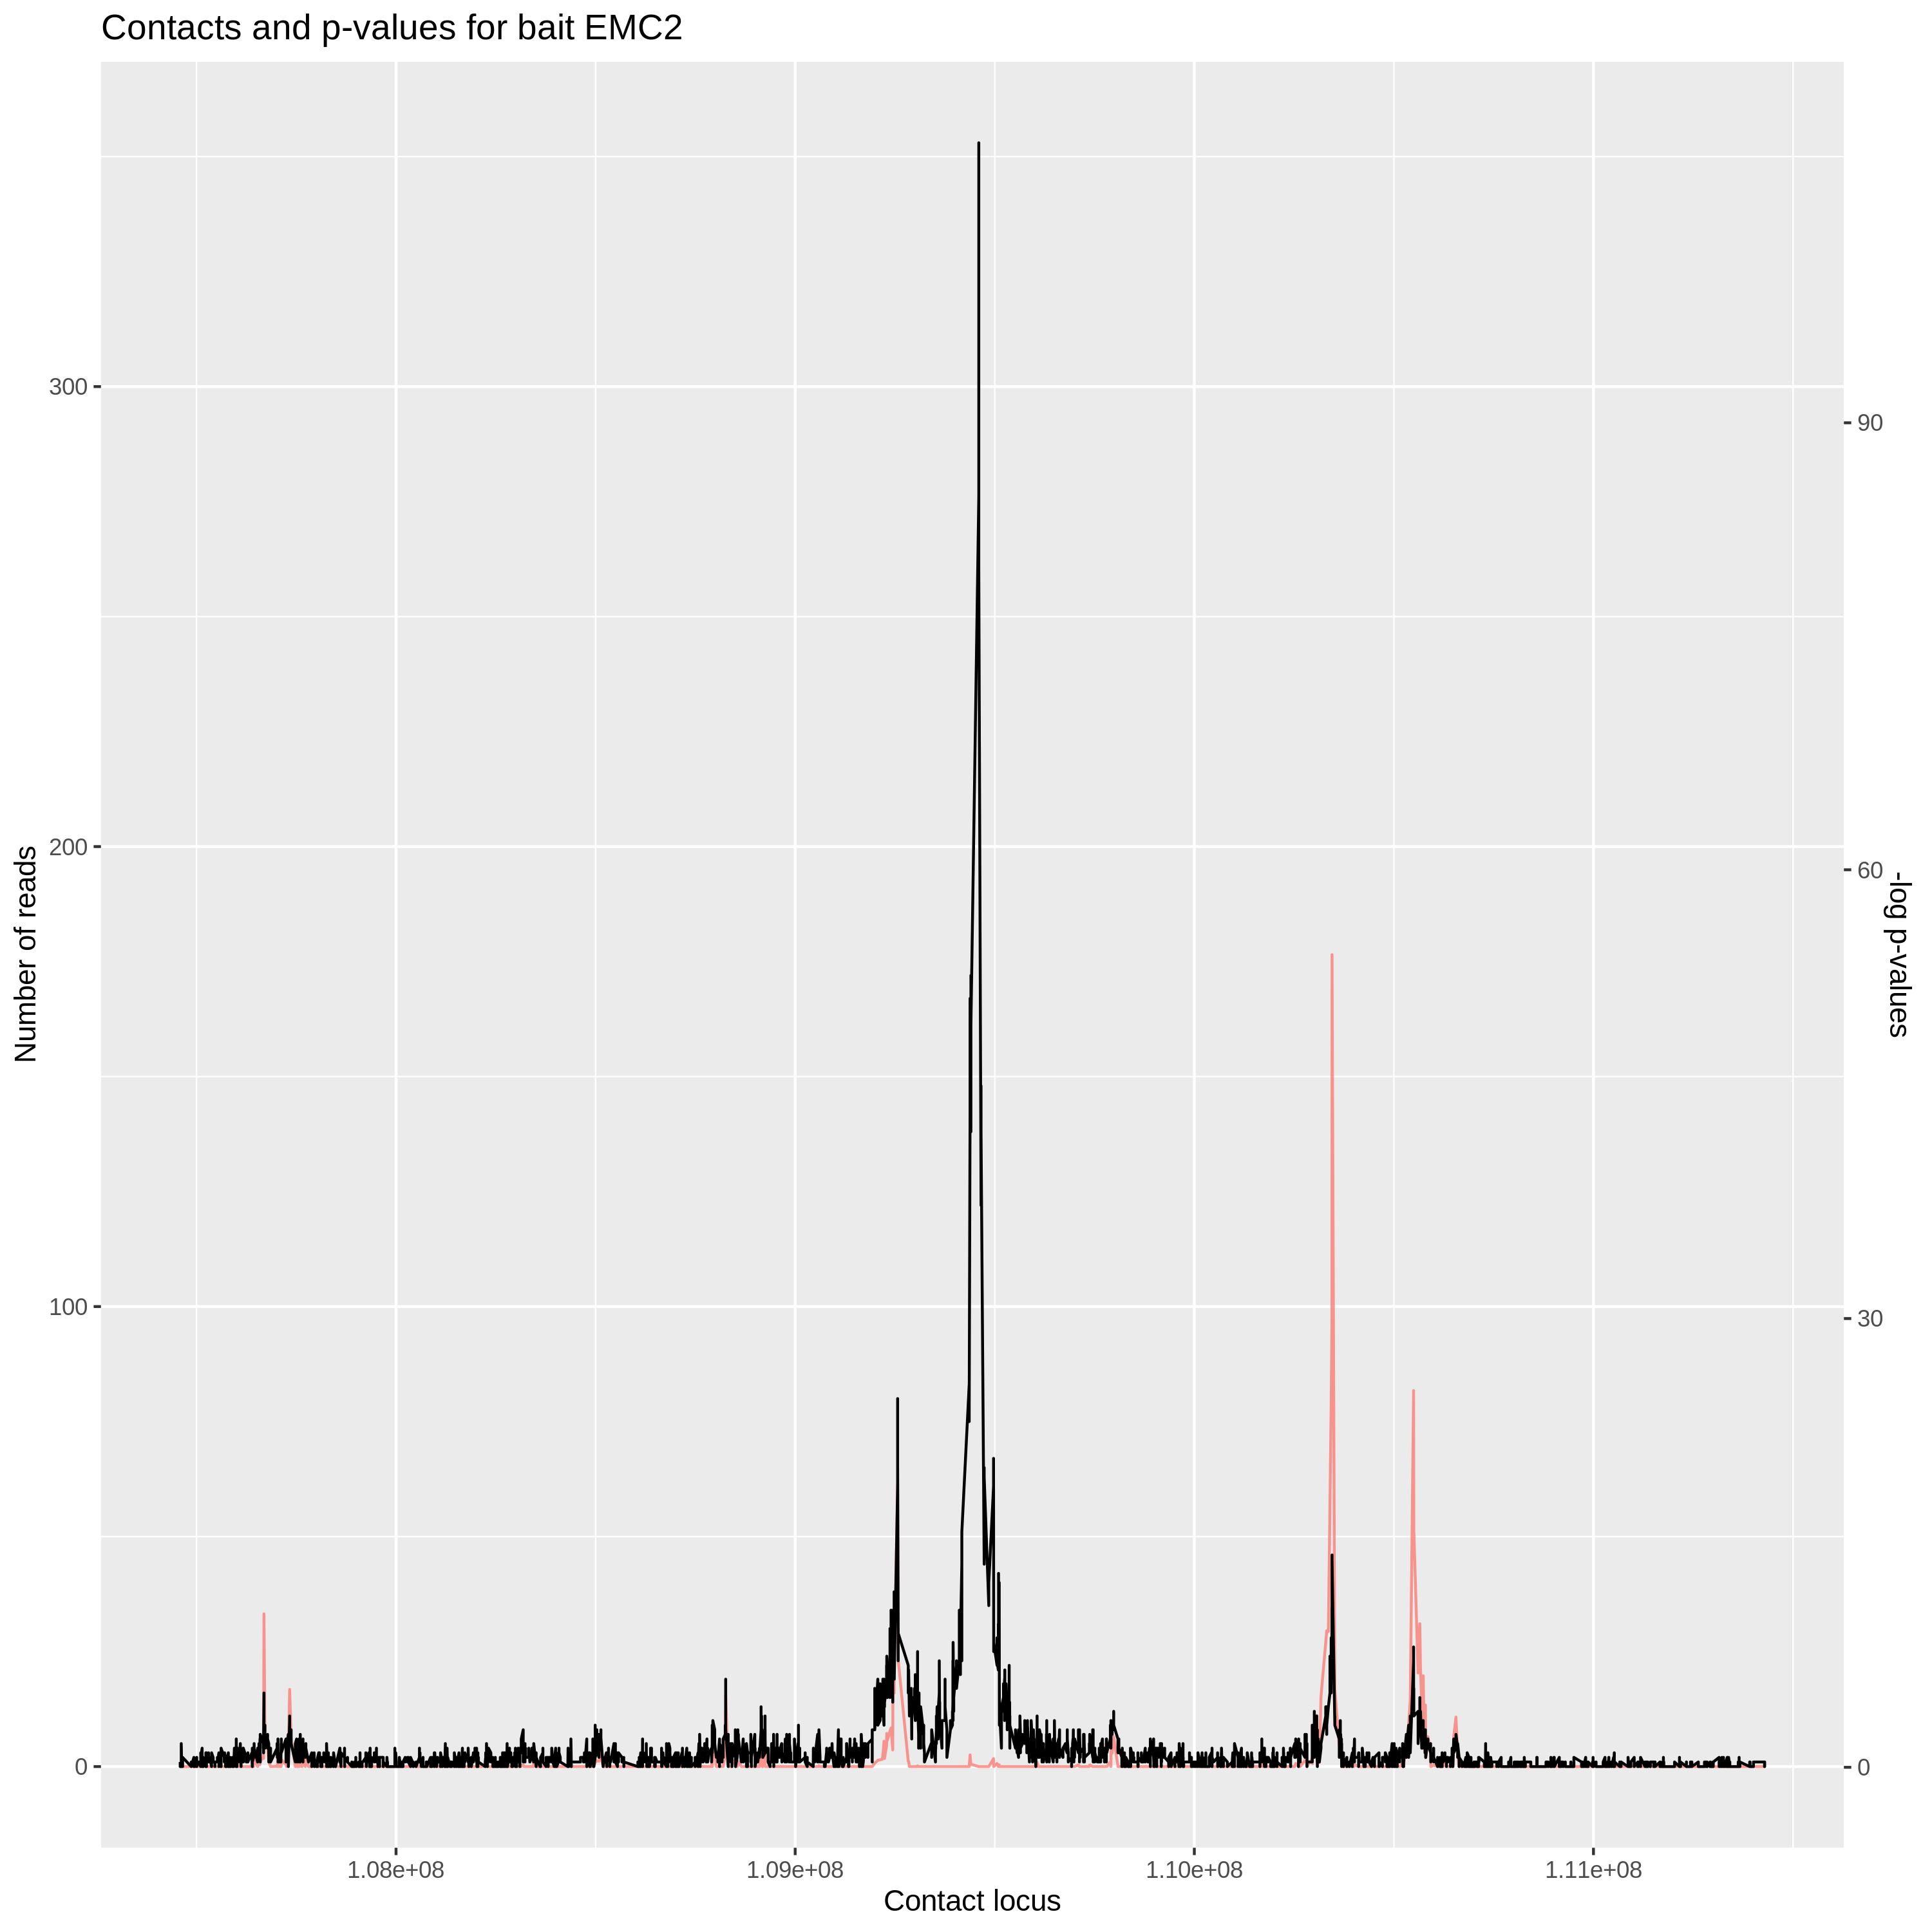 Contacts and p-values for bait EMC2
Number of reads
300
200
100
0
90
60
30
0
-log p-values
1.08e+08
1.09e+08
1.10e+08
1.11e+08
Contact locus